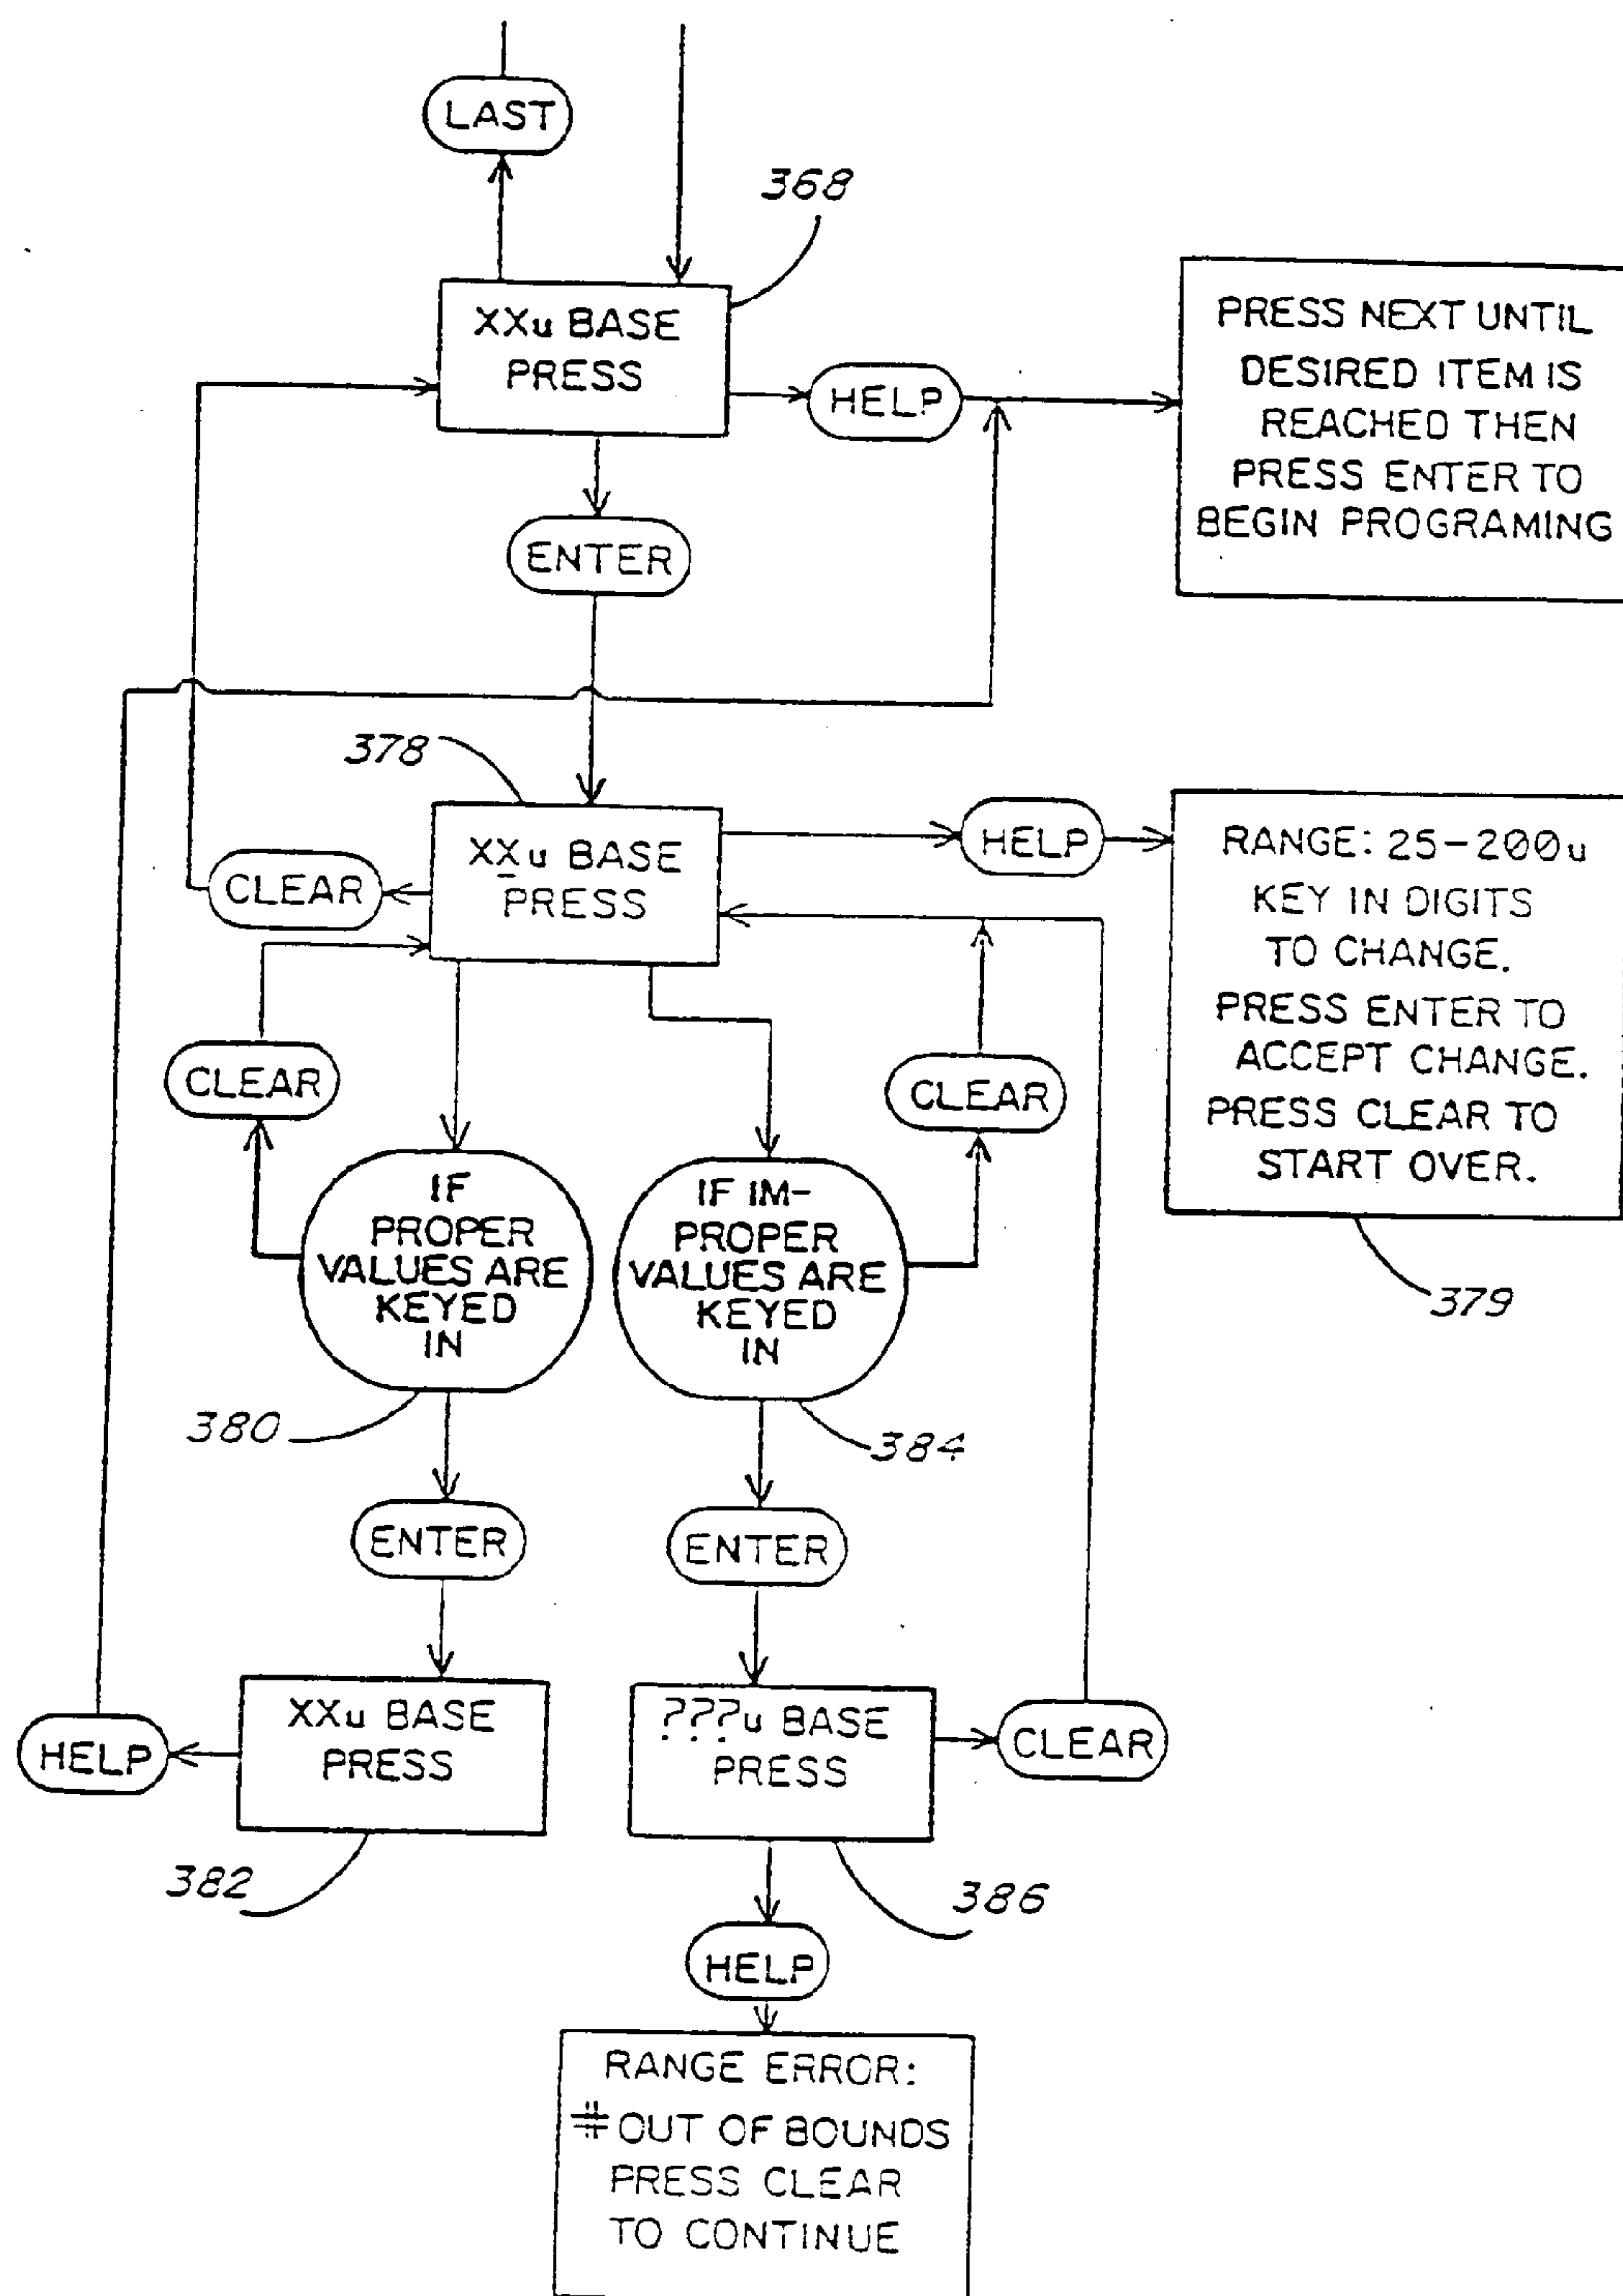 LAST
368
XXu BASE
PRESS
HELP
PRESS NEXT UNTIL
DESIRED ITEM IS
REACHED THEN
PRESS ENTER TO
BEGIN PROGRAMING
ENTER
378
XXu BASE
PRESS
CLEAR
HELP
RANGE: 25-200u
KEY IN DIGITS
TO CHANGE.
PRESS ENTER TO
ACCEPT CHANGE.
PRESS CLEAR TO
START OVER.
379
CLEAR
CLEAR
IF
PROPER
VALUES ARE
KEYED
IN
380
IF IM-
PROPER
VALUES ARE
KEYED
IN
384
ENTER
ENTER
HELP
XXu BASE
PRESS
382
???u BASE
PRESS
CLEAR
386
HELP
RANGE ERROR:
# OUT OF BOUNDS
PRESS CLEAR
TO CONTINUE